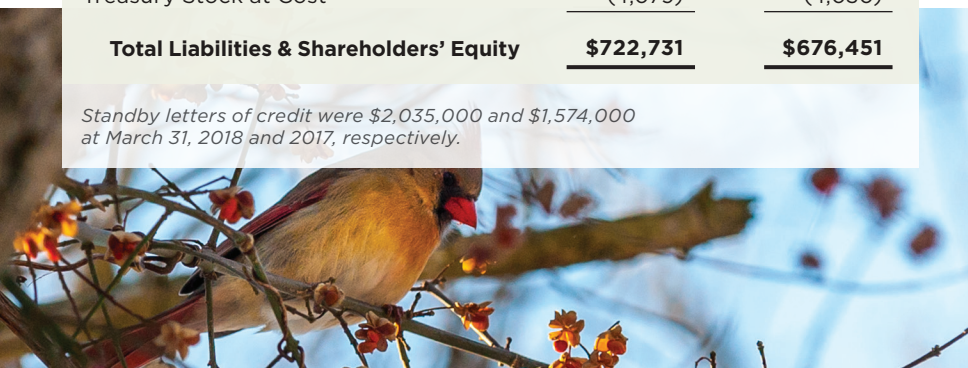 Total Liabilities & Shareholders’ Equity $722,731 $676,451
Standby letters of credit were $2,035,000 and $1,574,000
at March 31, 2018 and 2017, respectively.